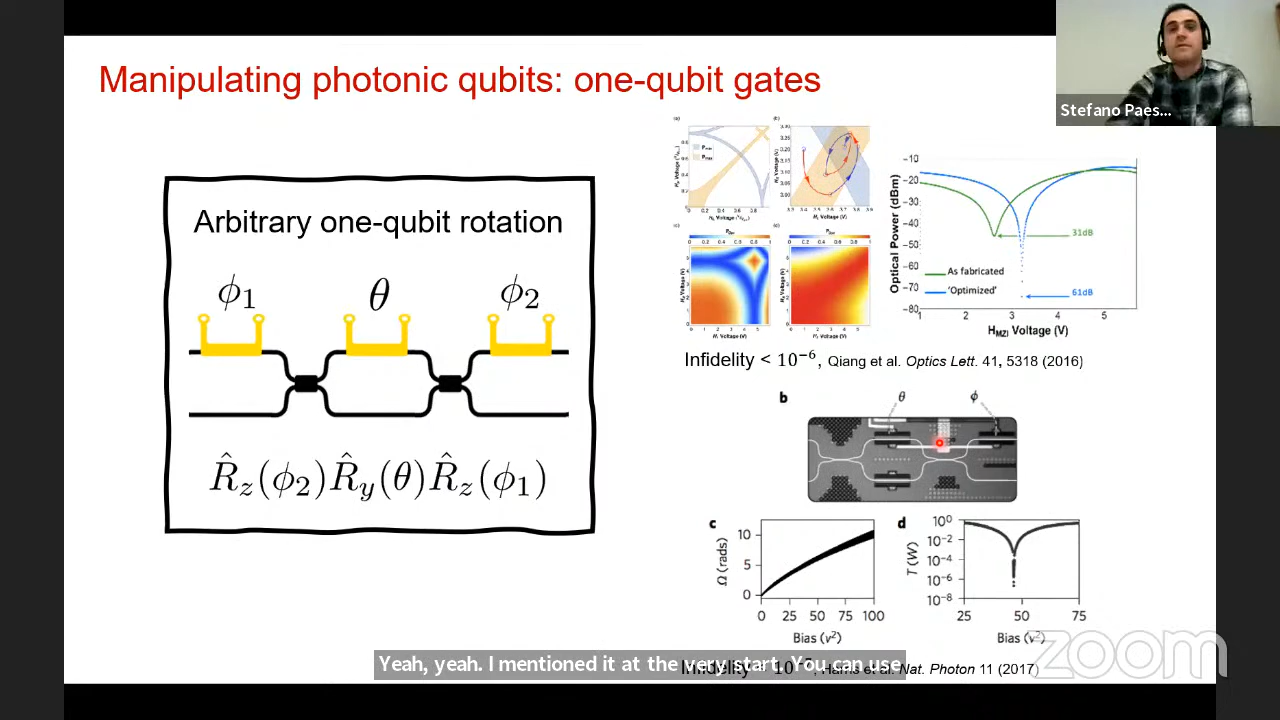 Manipulating photonic qubits: one-qubit gates
Stefano Paes...
Arbitrary one-qubit rotation
ϕ₁ θ ϕ₂
R̂z(ϕ₂)R̂y(θ)R̂z(ϕ₁)
-10
-20
-30
-40
-50
-60
-70
-80
Optical Power (dBm)
31dB
As fabricated
'Optimized'
61dB
1 2 3 4 5
HMZI Voltage (V)
Infidelity < 10⁻⁶, Qiang et al. Optics Lett. 41, 5318 (2016)
b θ ϕ
c
Ω (rads)
10
5
0
0 25 50 75 100
Bias (v²)
d
T (W)
10⁰
10⁻²
10⁻⁴
10⁻⁶
10⁻⁸
25 50 75
Bias (v²)
Yeah, yeah. I mentioned it at the very start. You can use
Harris et al. Nat. Photon 11 (2017)
zoom